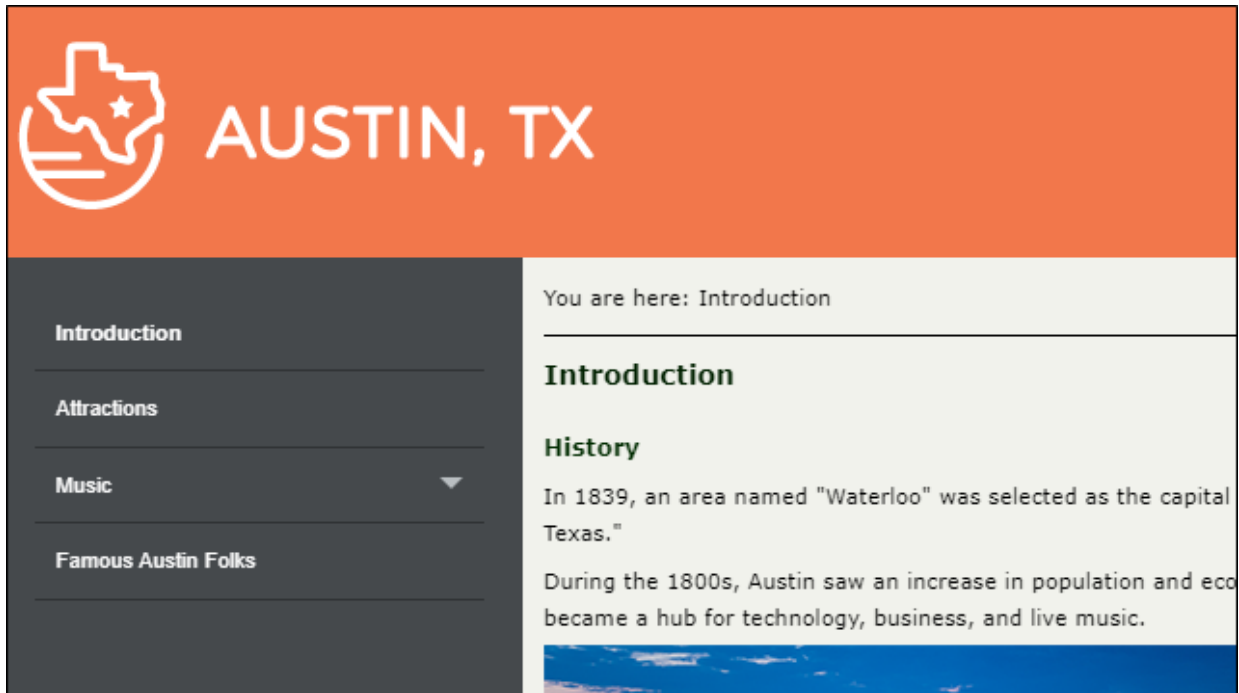 AUSTIN, TX
Introduction
Attractions
Music
Famous Austin Folks
You are here: Introduction
Introduction
History
In 1839, an area named "Waterloo" was selected as the capital
Texas."
During the 1800s, Austin saw an increase in population and eco
became a hub for technology, business, and live music.